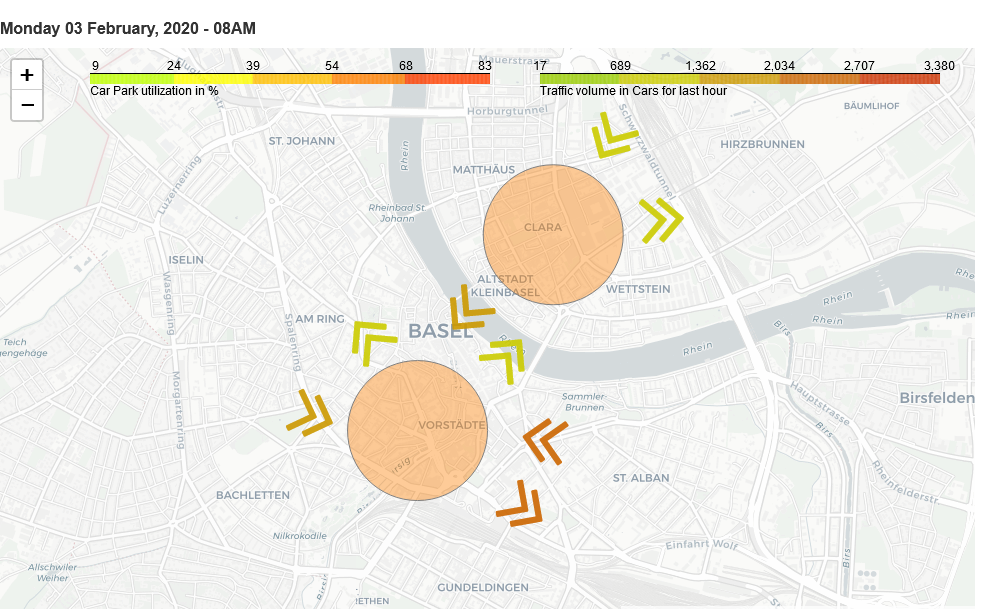 Monday 03 February, 2020 - 08AM
+
−
9 24 39 54 68 83
Car Park utilization in %
17 689 1,362 2,034 2,707 3,380
Traffic volume in Cars for last hour
Mauerstraße
Horburgtunnel
Schwarzwaldtunnel
BÄUMLIHOF
ST. JOHANN
HIRZBRUNNEN
Rhein
MATTHÄUS
Luzernerring
Rheinbad St.
Johann
CLARA
ISELIN
ALTSTADT
KLEINBASEL
WETTSTEIN
Wasgenring
Rhein
Rhein
Rhein
AM RING
Spalenring
BASEL
Birs
Teich
Rhein
Morgartenring
Sammler-
Brunnen
Hauptstrasse
Birsfelden
VORSTÄDTE
Birs
BACHLETTEN
ST. ALBAN
Rheinfelderstr.
Nilkrokodile
Einfahrt Wolf
Birs
Allschwiler
Weiher
GUNDELDINGEN